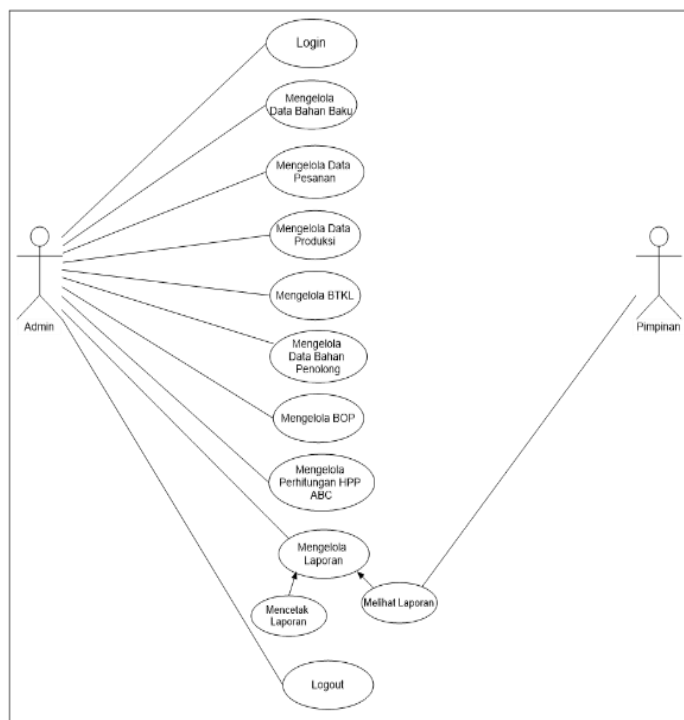 Login
Mengelola
Data Bahan Baku
Mengelola Data
Pesanan
Mengelola Data
Produksi
Mengelola BTKL
Admin
Pimpinan
Mengelola
Data Bahan
Penolong
Mengelola BOP
Mengelola
Perhitungan HPP
ABC
Mengelola
Laporan
Mencetak
Laporan
Melihat Laporan
Logout